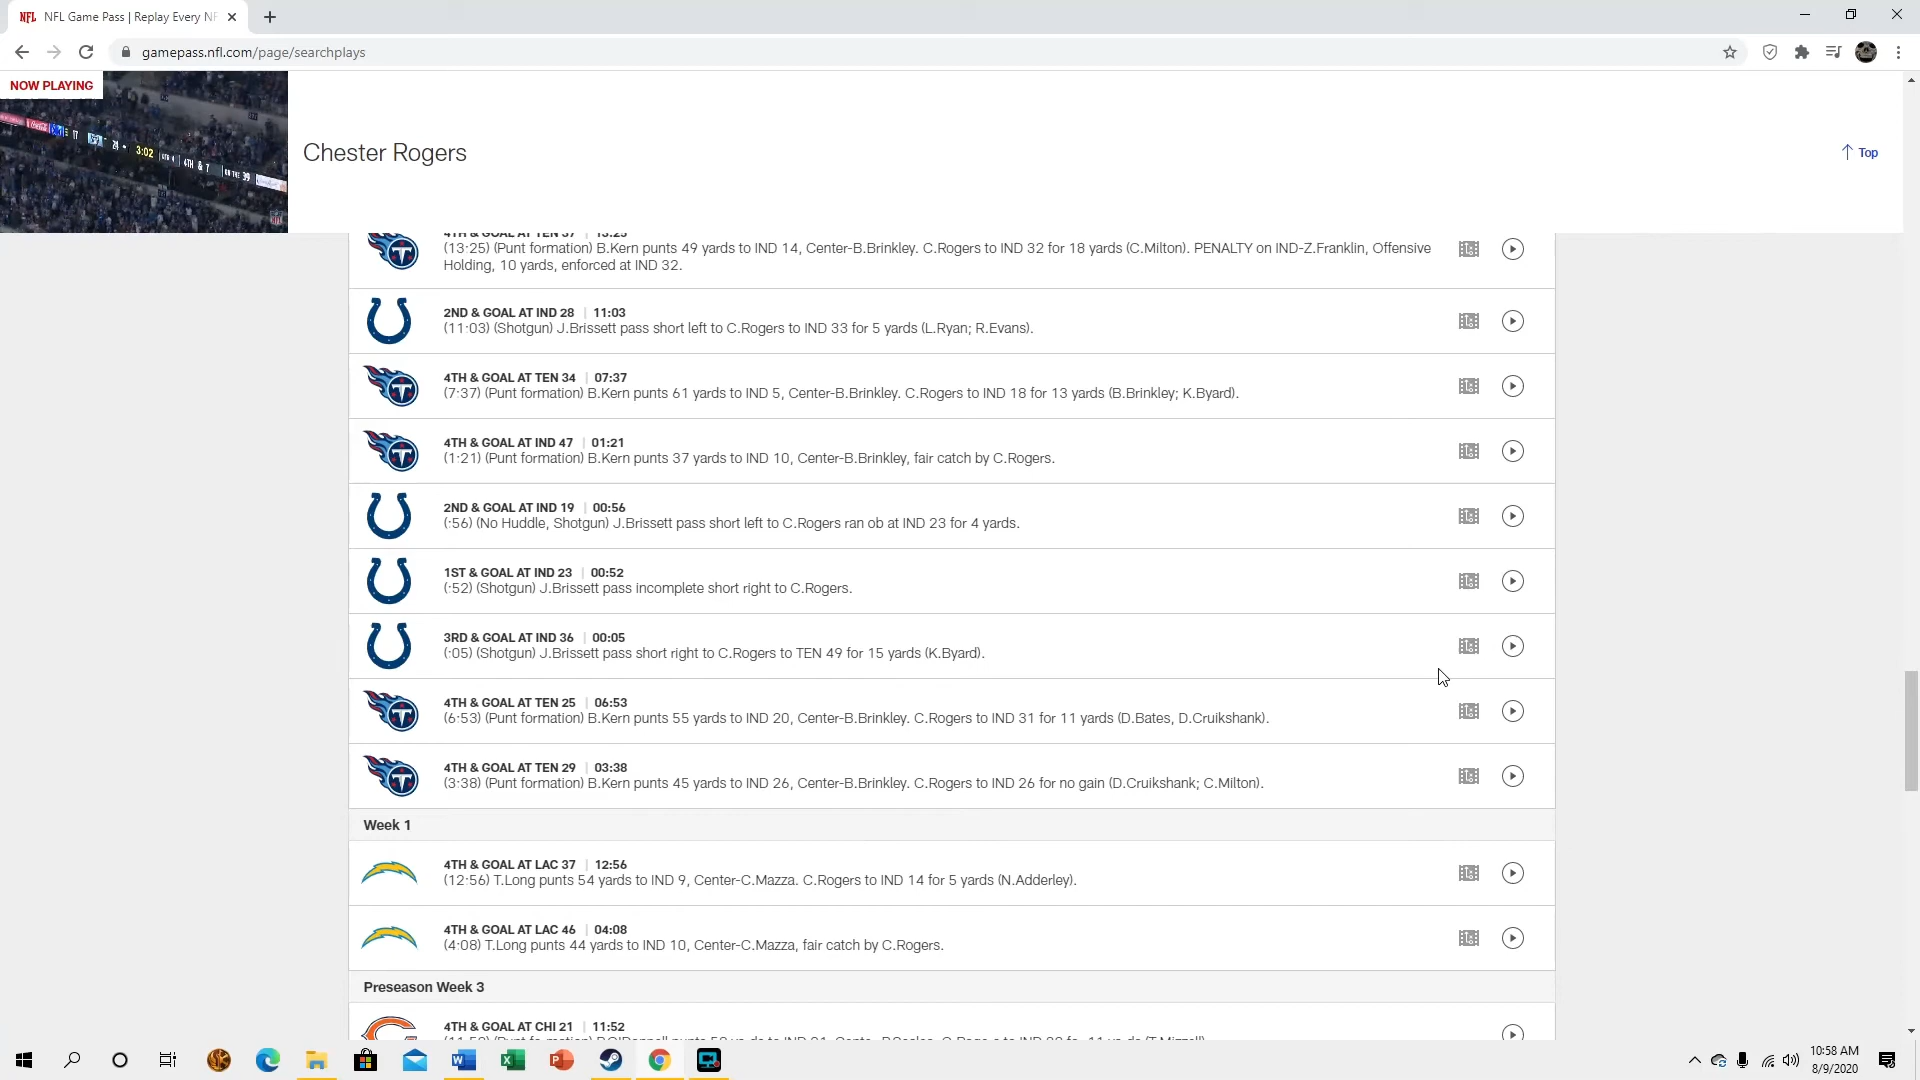 NFL Game Pass | Replay Every NF
gamepass.nfl.com/page/searchplays
NOW PLAYING
17 24 3:02 4TH & 7 ON THE 39
Chester Rogers
Top
4TH & GOAL AT TEN 37 | 13:25
(13:25) (Punt formation) B.Kern punts 49 yards to IND 14, Center-B.Brinkley. C.Rogers to IND 32 for 18 yards (C.Milton). PENALTY on IND-Z.Franklin, Offensive
Holding, 10 yards, enforced at IND 32.
2ND & GOAL AT IND 28 | 11:03
(11:03) (Shotgun) J.Brissett pass short left to C.Rogers to IND 33 for 5 yards (L.Ryan; R.Evans).
4TH & GOAL AT TEN 34 | 07:37
(7:37) (Punt formation) B.Kern punts 61 yards to IND 5, Center-B.Brinkley. C.Rogers to IND 18 for 13 yards (B.Brinkley; K.Byard).
4TH & GOAL AT IND 47 | 01:21
(1:21) (Punt formation) B.Kern punts 37 yards to IND 10, Center-B.Brinkley, fair catch by C.Rogers.
2ND & GOAL AT IND 19 | 00:56
(:56) (No Huddle, Shotgun) J.Brissett pass short left to C.Rogers ran ob at IND 23 for 4 yards.
1ST & GOAL AT IND 23 | 00:52
(:52) (Shotgun) J.Brissett pass incomplete short right to C.Rogers.
3RD & GOAL AT IND 36 | 00:05
(:05) (Shotgun) J.Brissett pass short right to C.Rogers to TEN 49 for 15 yards (K.Byard).
4TH & GOAL AT TEN 25 | 06:53
(6:53) (Punt formation) B.Kern punts 55 yards to IND 20, Center-B.Brinkley. C.Rogers to IND 31 for 11 yards (D.Bates, D.Cruikshank).
4TH & GOAL AT TEN 29 | 03:38
(3:38) (Punt formation) B.Kern punts 45 yards to IND 26, Center-B.Brinkley. C.Rogers to IND 26 for no gain (D.Cruikshank; C.Milton).
Week 1
4TH & GOAL AT LAC 37 | 12:56
(12:56) T.Long punts 54 yards to IND 9, Center-C.Mazza. C.Rogers to IND 14 for 5 yards (N.Adderley).
4TH & GOAL AT LAC 46 | 04:08
(4:08) T.Long punts 44 yards to IND 10, Center-C.Mazza, fair catch by C.Rogers.
Preseason Week 3
4TH & GOAL AT CHI 21 | 11:52
10:58 AM
8/9/2020